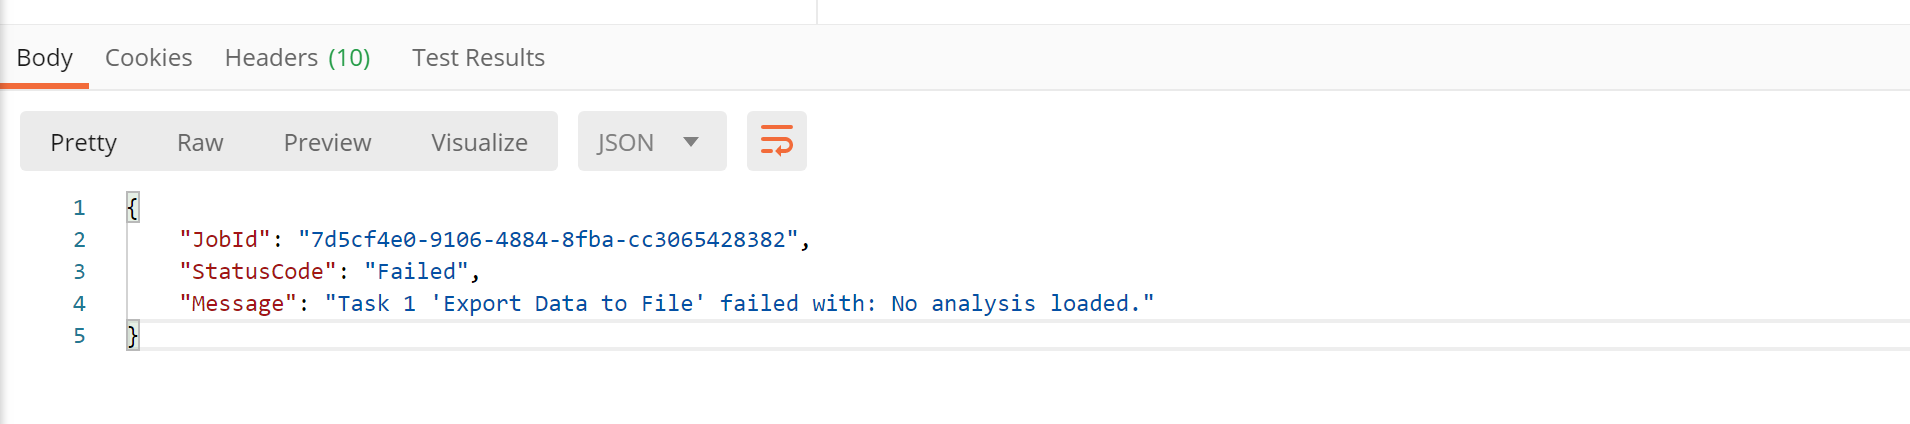 Body Cookies Headers (10) Test Results
Pretty Raw Preview Visualize JSON
1 {
2 "JobId": "7d5cf4e0-9106-4884-8fba-cc3065428382",
3 "StatusCode": "Failed",
4 "Message": "Task 1 'Export Data to File' failed with: No analysis loaded."
5 }